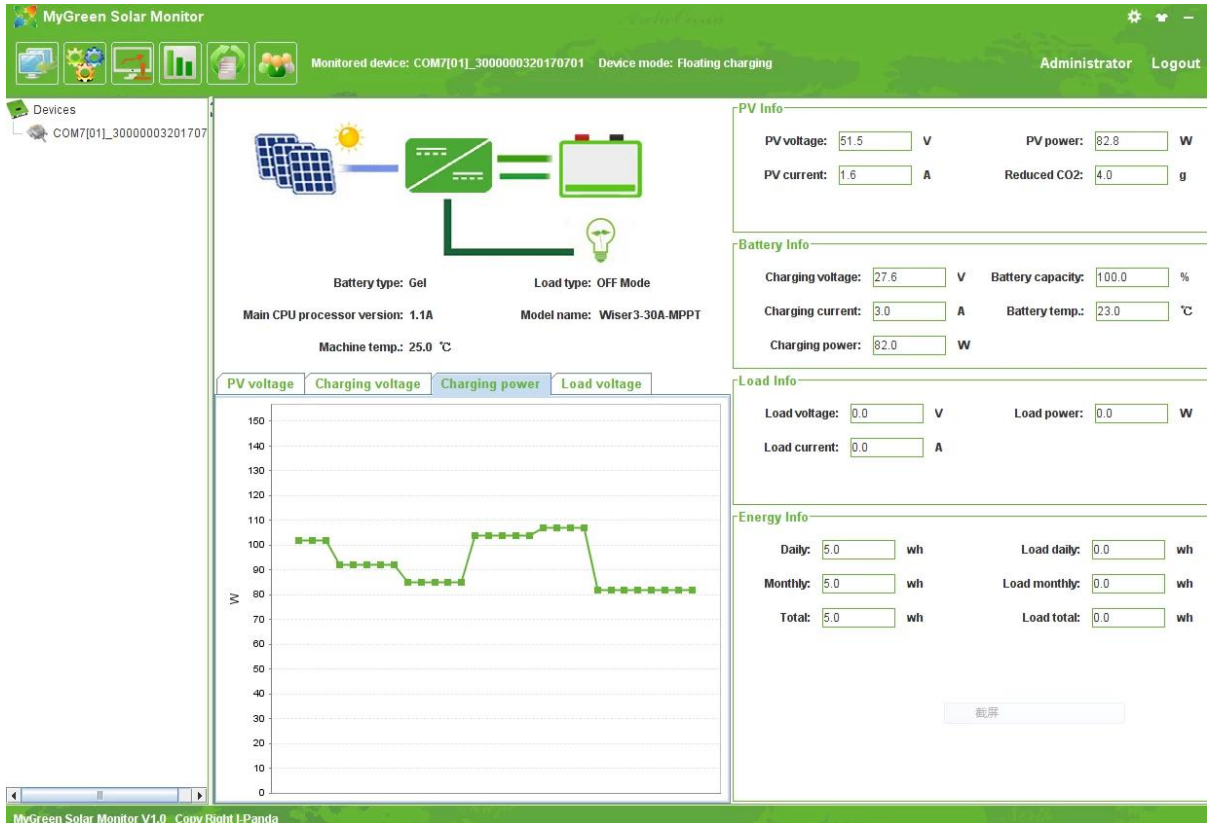 MyGreen Solar Monitor
Monitored device: COM7[01]_3000000320170701 Device mode: Floating charging
Administrator Logout
Devices
COM7[01]_30000003201707
Battery type: Gel Load type: OFF Mode
Main CPU processor version: 1.1A Model name: Wiser3-30A-MPPT
Machine temp.: 25.0 ℃
PV voltage Charging voltage Charging power Load voltage
150
140
130
120
110
100
90
80
70
60
50
40
30
20
10
0
W
PV Info
PV voltage: 51.5 V PV power: 82.8 W
PV current: 1.6 A Reduced CO2: 4.0 g
Battery Info
Charging voltage: 27.6 V Battery capacity: 100.0 %
Charging current: 3.0 A Battery temp.: 23.0 ℃
Charging power: 82.0 W
Load Info
Load voltage: 0.0 V Load power: 0.0 W
Load current: 0.0 A
Energy Info
Daily: 5.0 wh Load daily: 0.0 wh
Monthly: 5.0 wh Load monthly: 0.0 wh
Total: 5.0 wh Load total: 0.0 wh
截屏
MyGreen Solar Monitor V1.0 Copy Right I-Panda